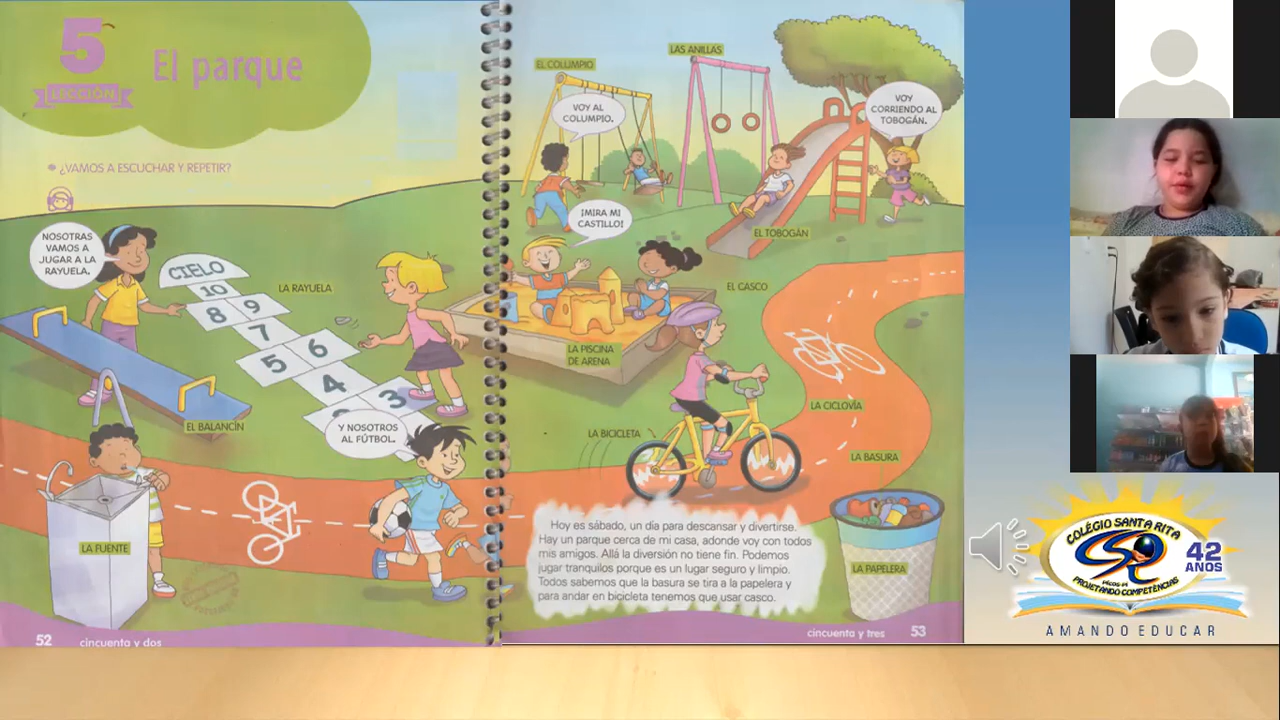 5
LECCIÓN
El parque
¿VAMOS A ESCUCHAR Y REPETIR?
NOSOTRAS
VAMOS A
JUGAR A LA
RAYUELA.
CIELO
10
9
8
7
6
5
4
3
LA RAYUELA
EL BALANCÍN
Y NOSOTROS
AL FÚTBOL.
LA FUENTE
52
cincuenta y dos
EL COLUMPIO
LAS ANILLAS
VOY AL
COLUMPIO.
VOY
CORRIENDO AL
TOBOGÁN.
¡MIRA MI
CASTILLO!
EL TOBOGÁN
EL CASCO
LA PISCINA
DE ARENA
LA CICLOVÍA
LA BICICLETA
LA BASURA
LA PAPELERA
Hoy es sábado, un día para descansar y divertirse.
Hay un parque cerca de mi casa, adonde voy con todos
mis amigos. Allá la diversión no tiene fin. Podemos
jugar tranquilos porque es un lugar seguro y limpio.
Todos sabemos que la basura se tira a la papelera y
para andar en bicicleta tenemos que usar casco.
cincuenta y tres
53
COLÉGIO SANTA RITA
42
ANOS
PICOS-PI
PROJETANDO COMPETÊNCIAS
AMANDO EDUCAR